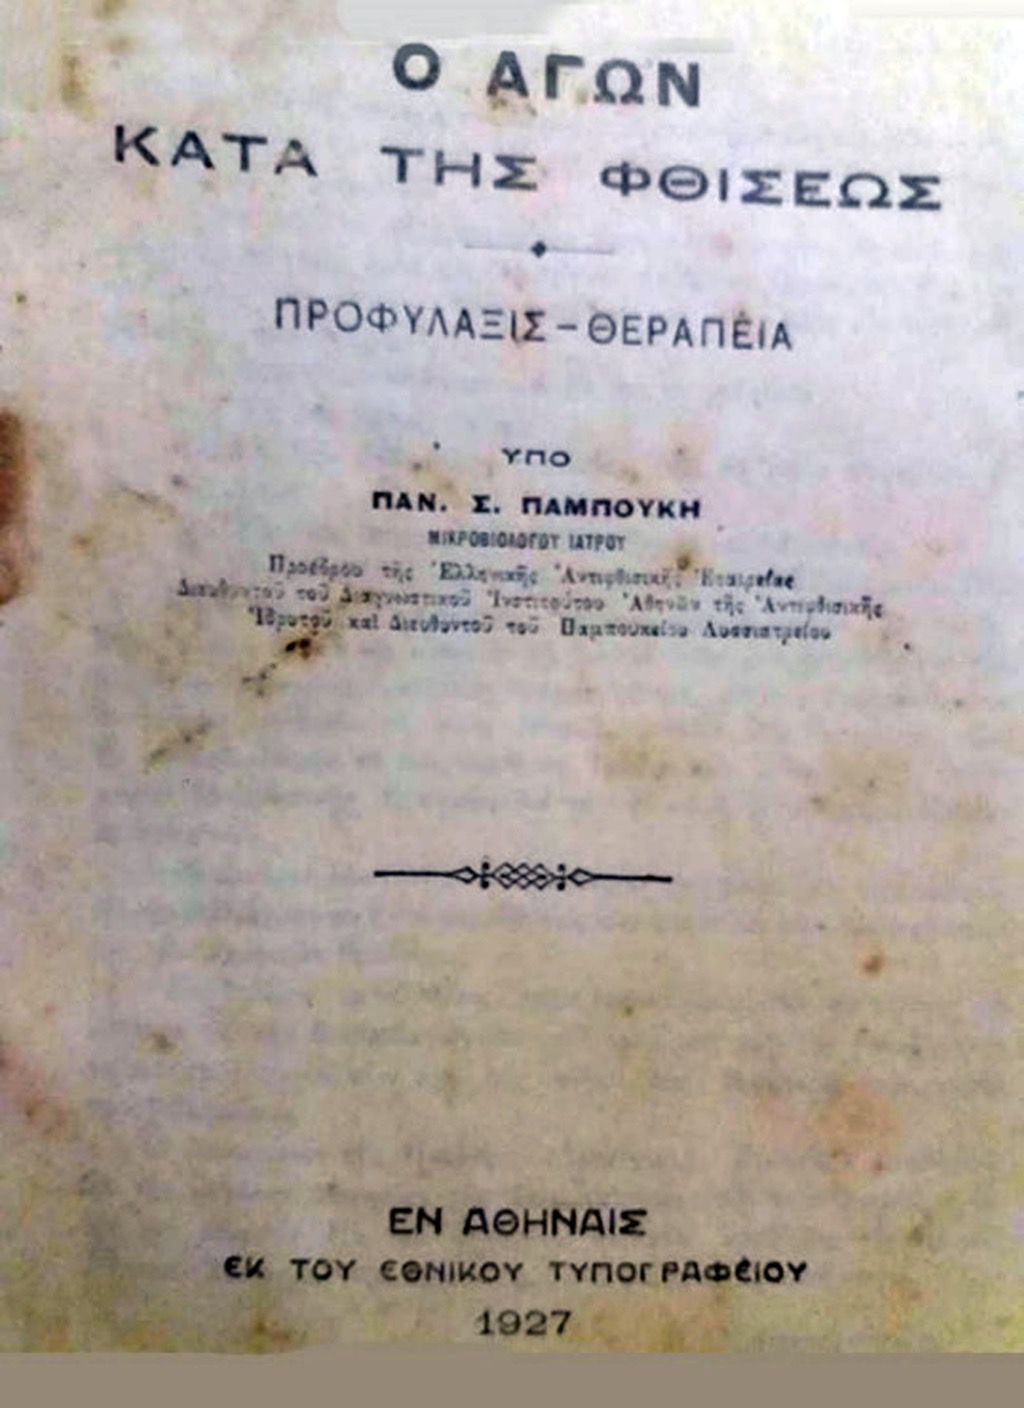 Ο ΑΓΩΝ
ΚΑΤΑ ΤΗΣ ΦΘΙΣΕΩΣ
ΠΡΟΦΥΛΑΞΙΣ - ΘΕΡΑΠΕΙΑ
ΥΠΟ
ΠΑΝ. Σ. ΠΑΜΠΟΥΚΗ
ΜΙΚΡΟΒΙΟΛΟΓΟΥ ΙΑΤΡΟΥ
Προέδρου τῆς Ἑλληνικῆς Ἀντιφθισικῆς Ἑταιρείας
Διευθυντοῦ τοῦ Διαγνωστικοῦ Ἰνστιτούτου Ἀθηνῶν τῆς Ἀντιφθισικῆς
Ἱδρυτοῦ καὶ Διευθυντοῦ τοῦ Παμπουκείου Λυσσιατρείου
ΕΝ ΑΘΗΝΑΙΣ
ΕΚ ΤΟΥ ΕΘΝΙΚΟΥ ΤΥΠΟΓΡΑΦΕΙΟΥ
1927